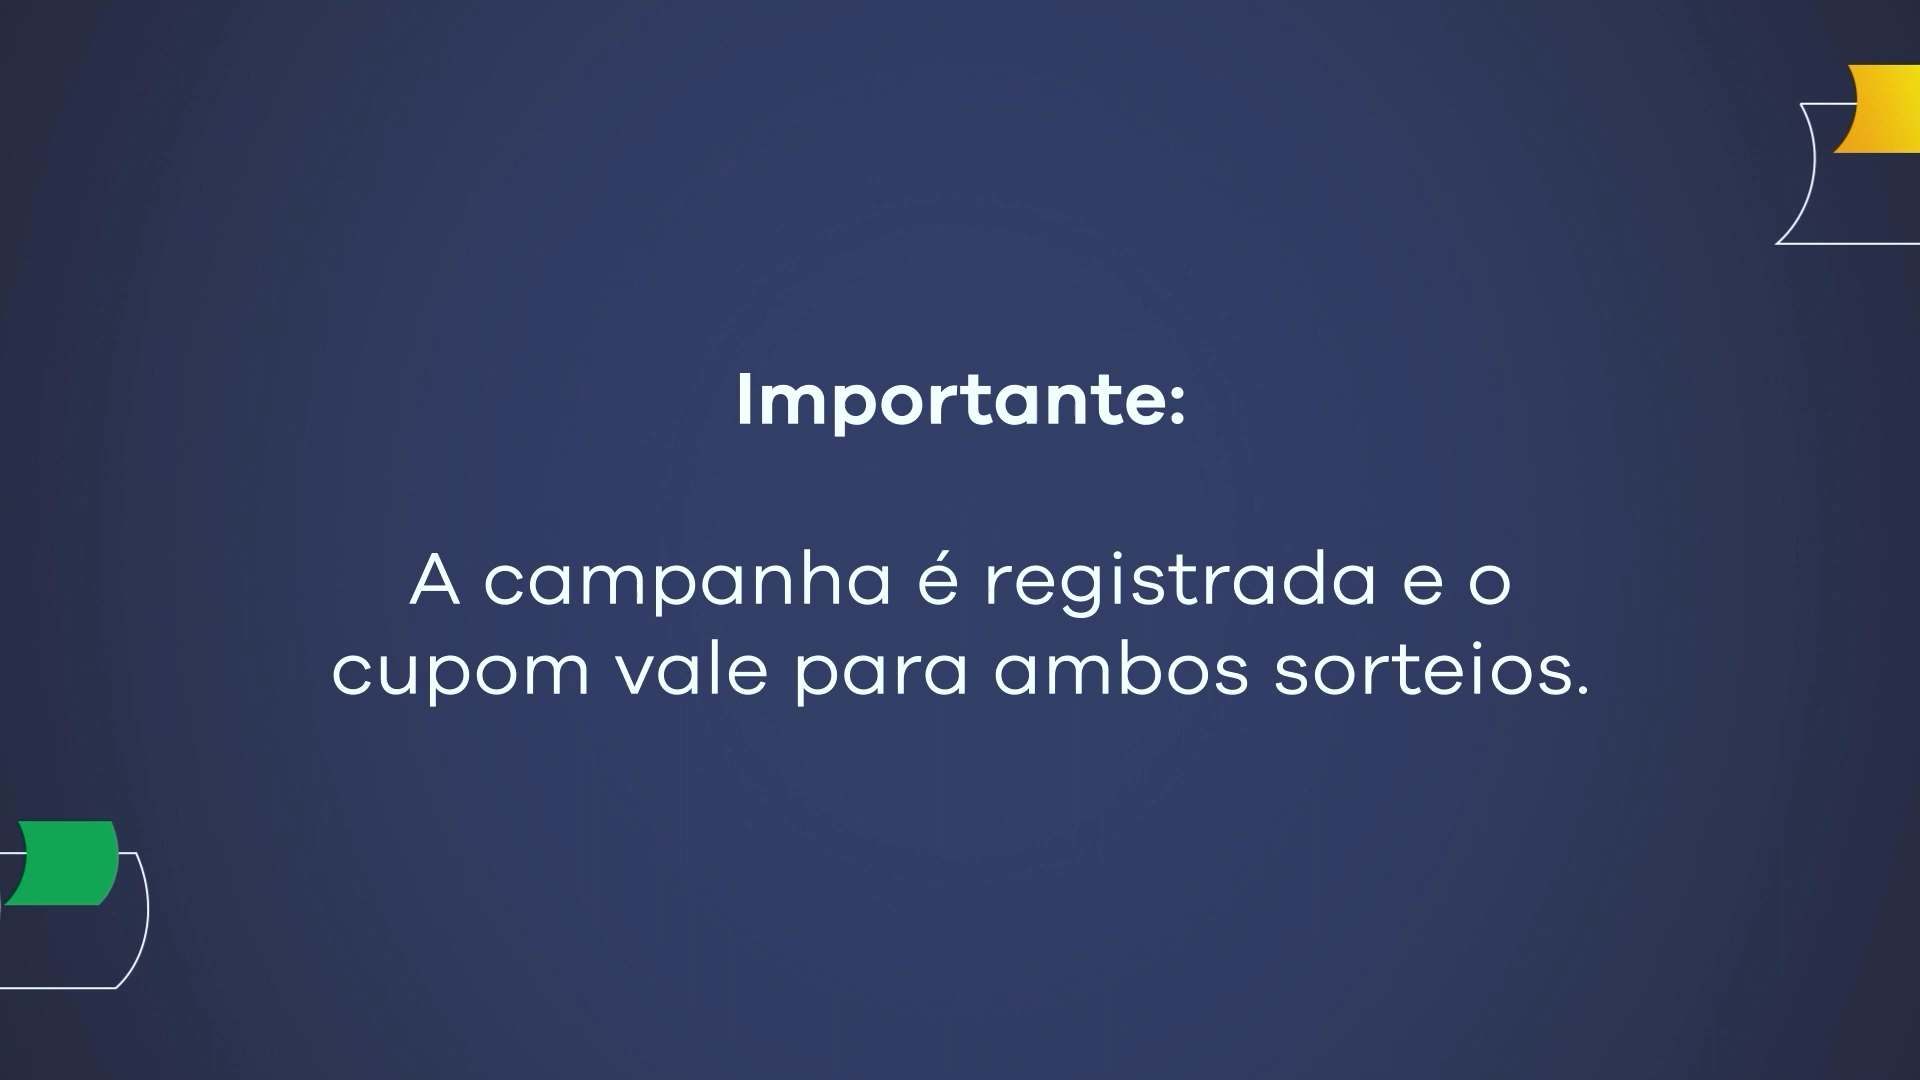 Importante:
A campanha é registrada e o
cupom vale para ambos sorteios.